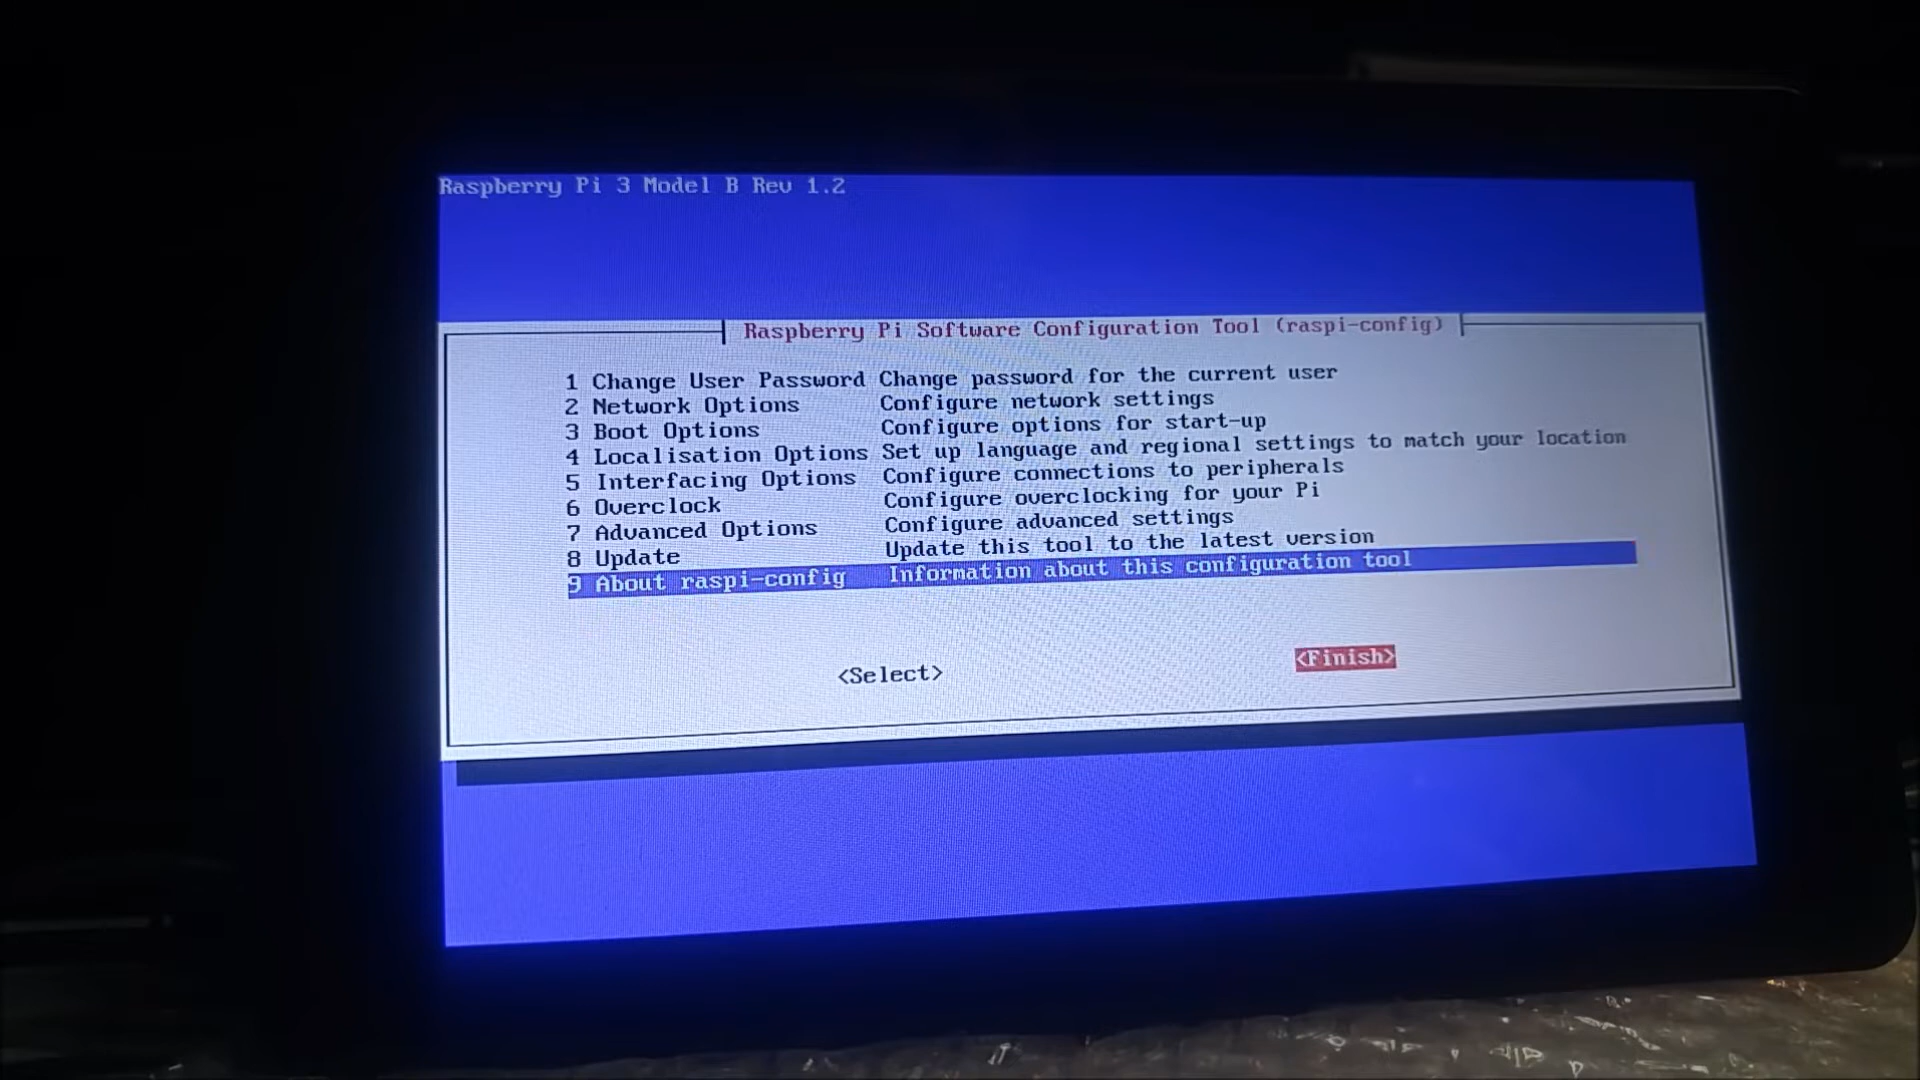 Raspberry Pi 3 Model B Rev 1.2
Raspberry Pi Software Configuration Tool (raspi-config)
1 Change User Password Change password for the current user
2 Network Options Configure network settings
3 Boot Options Configure options for start-up
4 Localisation Options Set up language and regional settings to match your location
5 Interfacing Options Configure connections to peripherals
6 Overclock Configure overclocking for your Pi
7 Advanced Options Configure advanced settings
8 Update Update this tool to the latest version
9 About raspi-config Information about this configuration tool
<Select> <Finish>